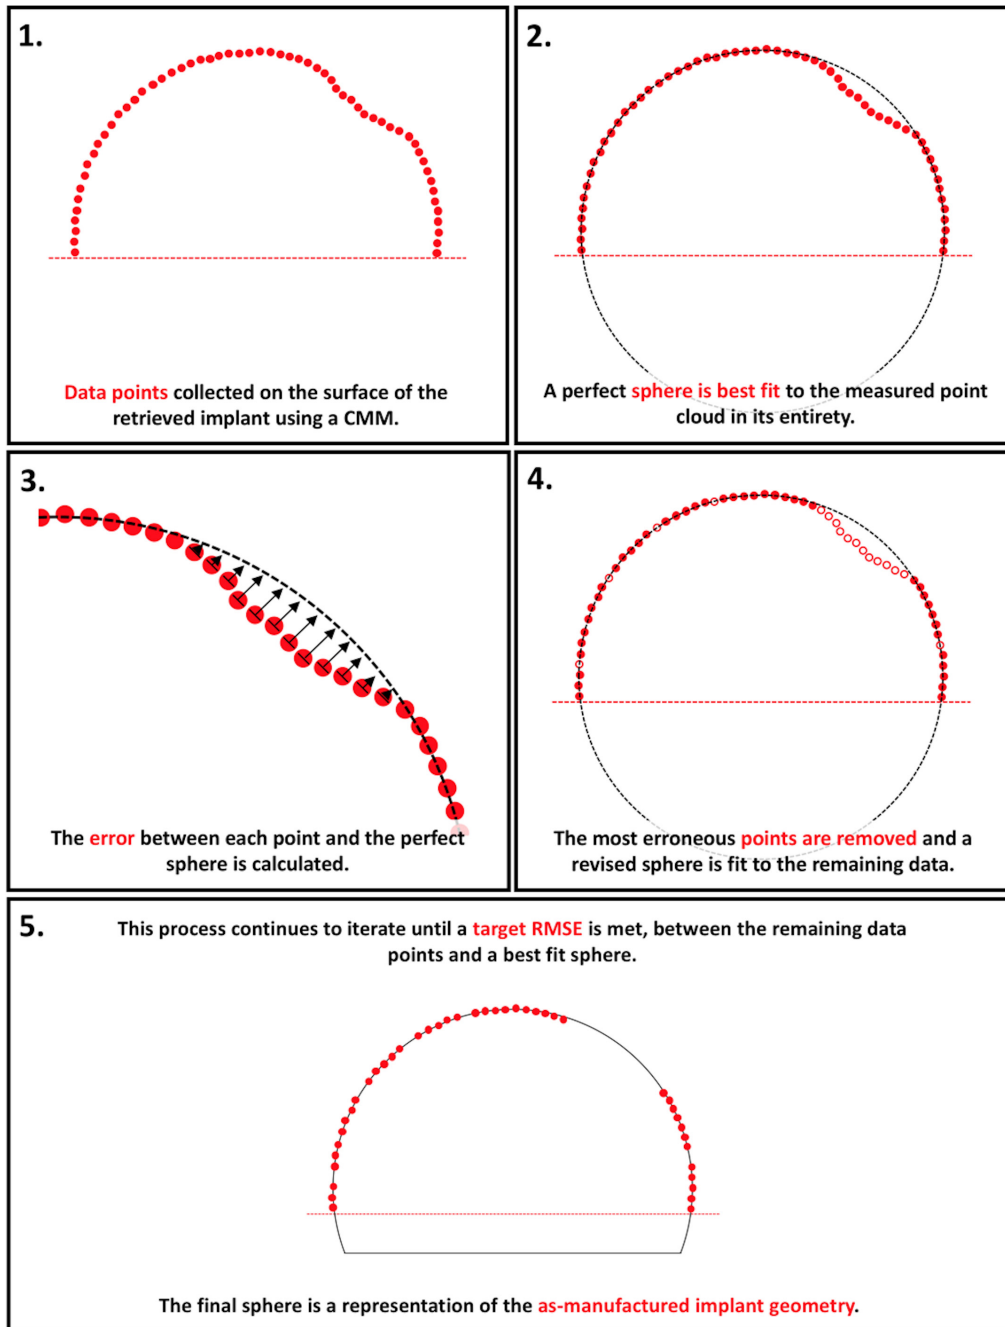 1.
Data points collected on the surface of the
retrieved implant using a CMM.
2.
A perfect sphere is best fit to the measured point
cloud in its entirety.
3.
The error between each point and the perfect
sphere is calculated.
4.
The most erroneous points are removed and a
revised sphere is fit to the remaining data.
5.
This process continues to iterate until a target RMSE is met, between the remaining data
points and a best fit sphere.
The final sphere is a representation of the as-manufactured implant geometry.